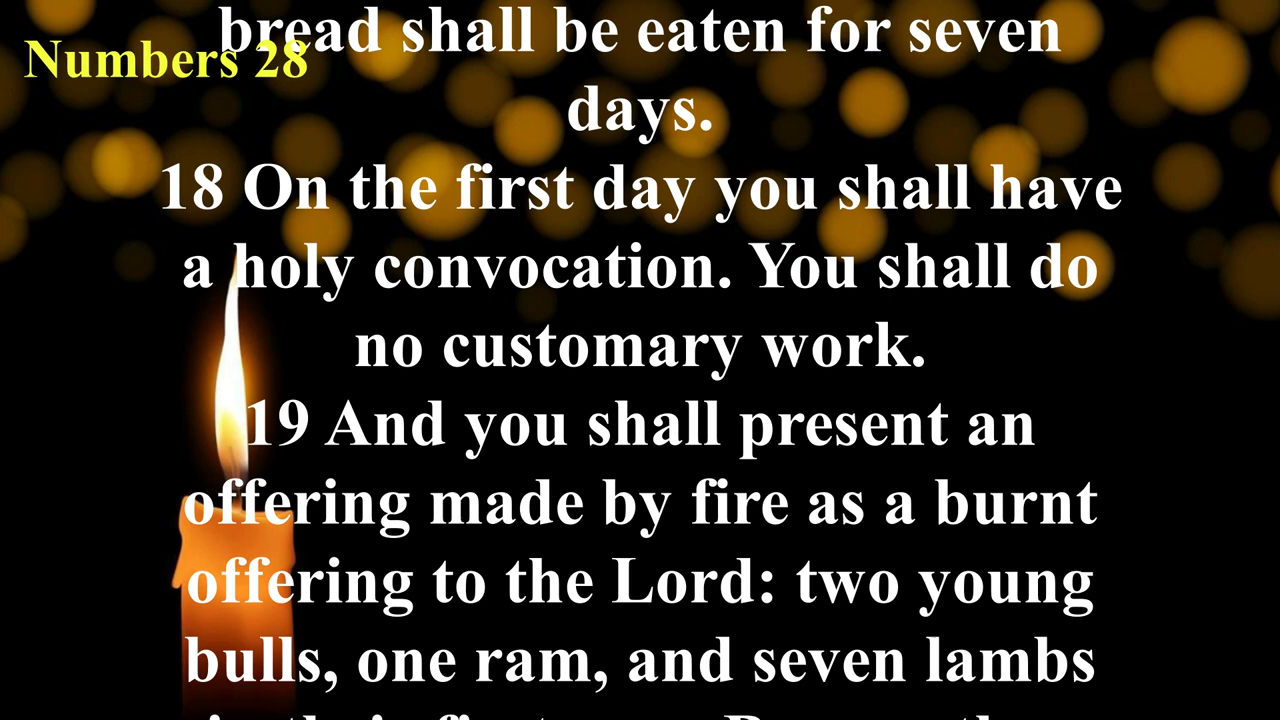 bread shall be eaten for seven
Numbers 28
days.
18 On the first day you shall have
a holy convocation. You shall do
no customary work.
19 And you shall present an
offering made by fire as a burnt
offering to the Lord: two young
bulls, one ram, and seven lambs